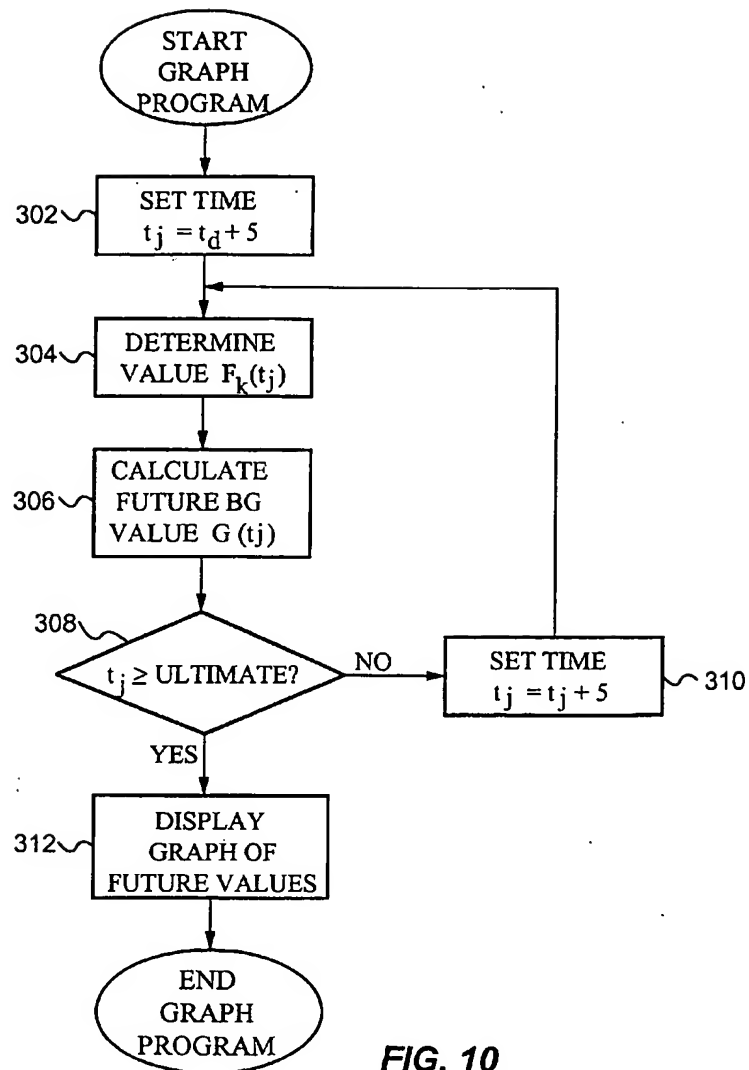 START
GRAPH
PROGRAM
302
SET TIME
t_j = t_d + 5
304
DETERMINE
VALUE F_k(t_j)
306
CALCULATE
FUTURE BG
VALUE G (t_j)
308
t_j ≥ ULTIMATE?
NO
SET TIME
t_j = t_j + 5
310
YES
312
DISPLAY
GRAPH OF
FUTURE VALUES
END
GRAPH
PROGRAM
FIG. 10